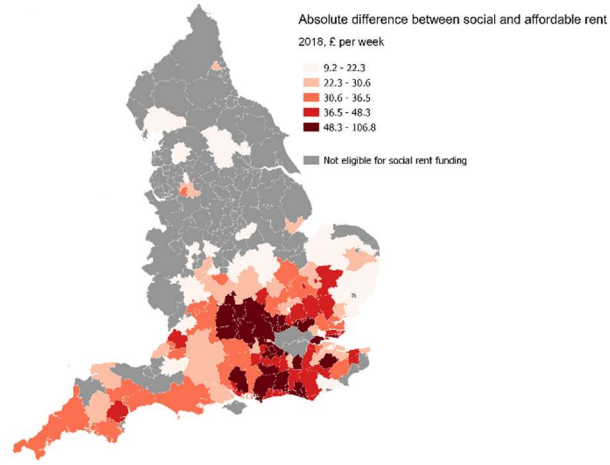 Absolute difference between social and affordable rent
2018, £ per week
9.2 - 22.3
22.3 - 30.6
30.6 - 36.5
36.5 - 48.3
48.3 - 106.8
Not eligible for social rent funding